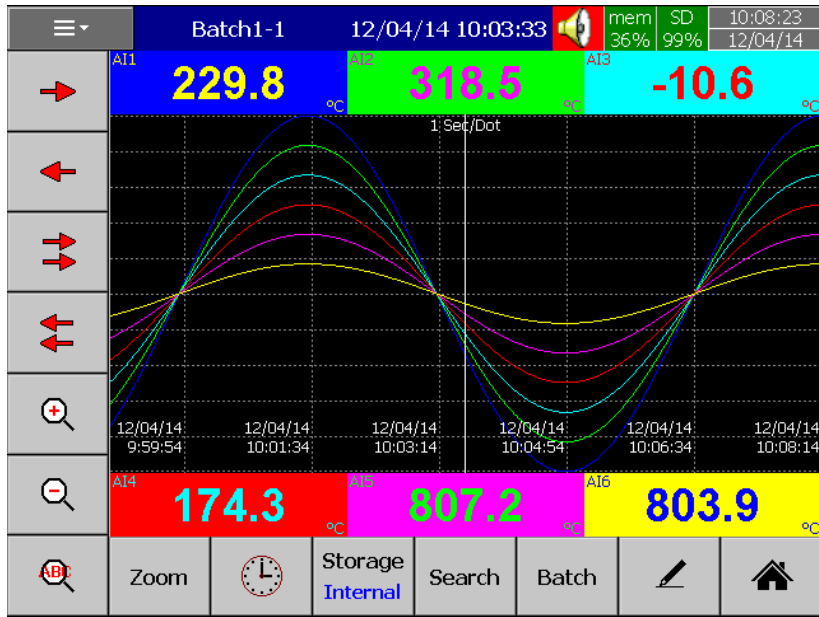 Batch1-1 12/04/14 10:03:33 mem SD 10:08:23
36% 99% 12/04/14
AI1 229.8 °C AI2 318.5 °C AI3 -10.6 °C
1 Sec/Dot
12/04/14 12/04/14 12/04/14 12/04/14 12/04/14 12/04/14
9:59:54 10:01:34 10:03:14 10:04:54 10:06:34 10:08:14
AI4 174.3 °C AI5 807.2 °C AI6 803.9 °C
ABC Zoom Storage Search Batch
Internal